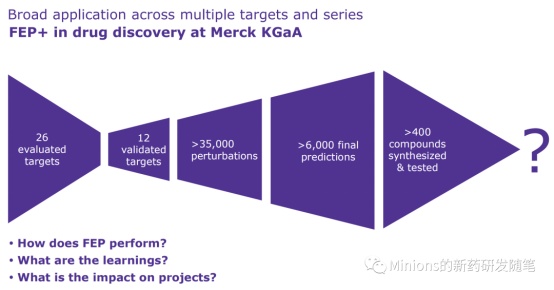 Broad application across multiple targets and series
FEP+ in drug discovery at Merck KGaA
26
evaluated
targets
12
validated
targets
>35,000
perturbations
>6,000 final
predictions
>400
compounds
synthesized
& tested
?
• How does FEP perform?
• What are the learnings?
• What is the impact on projects?
Minions的新药研发随笔